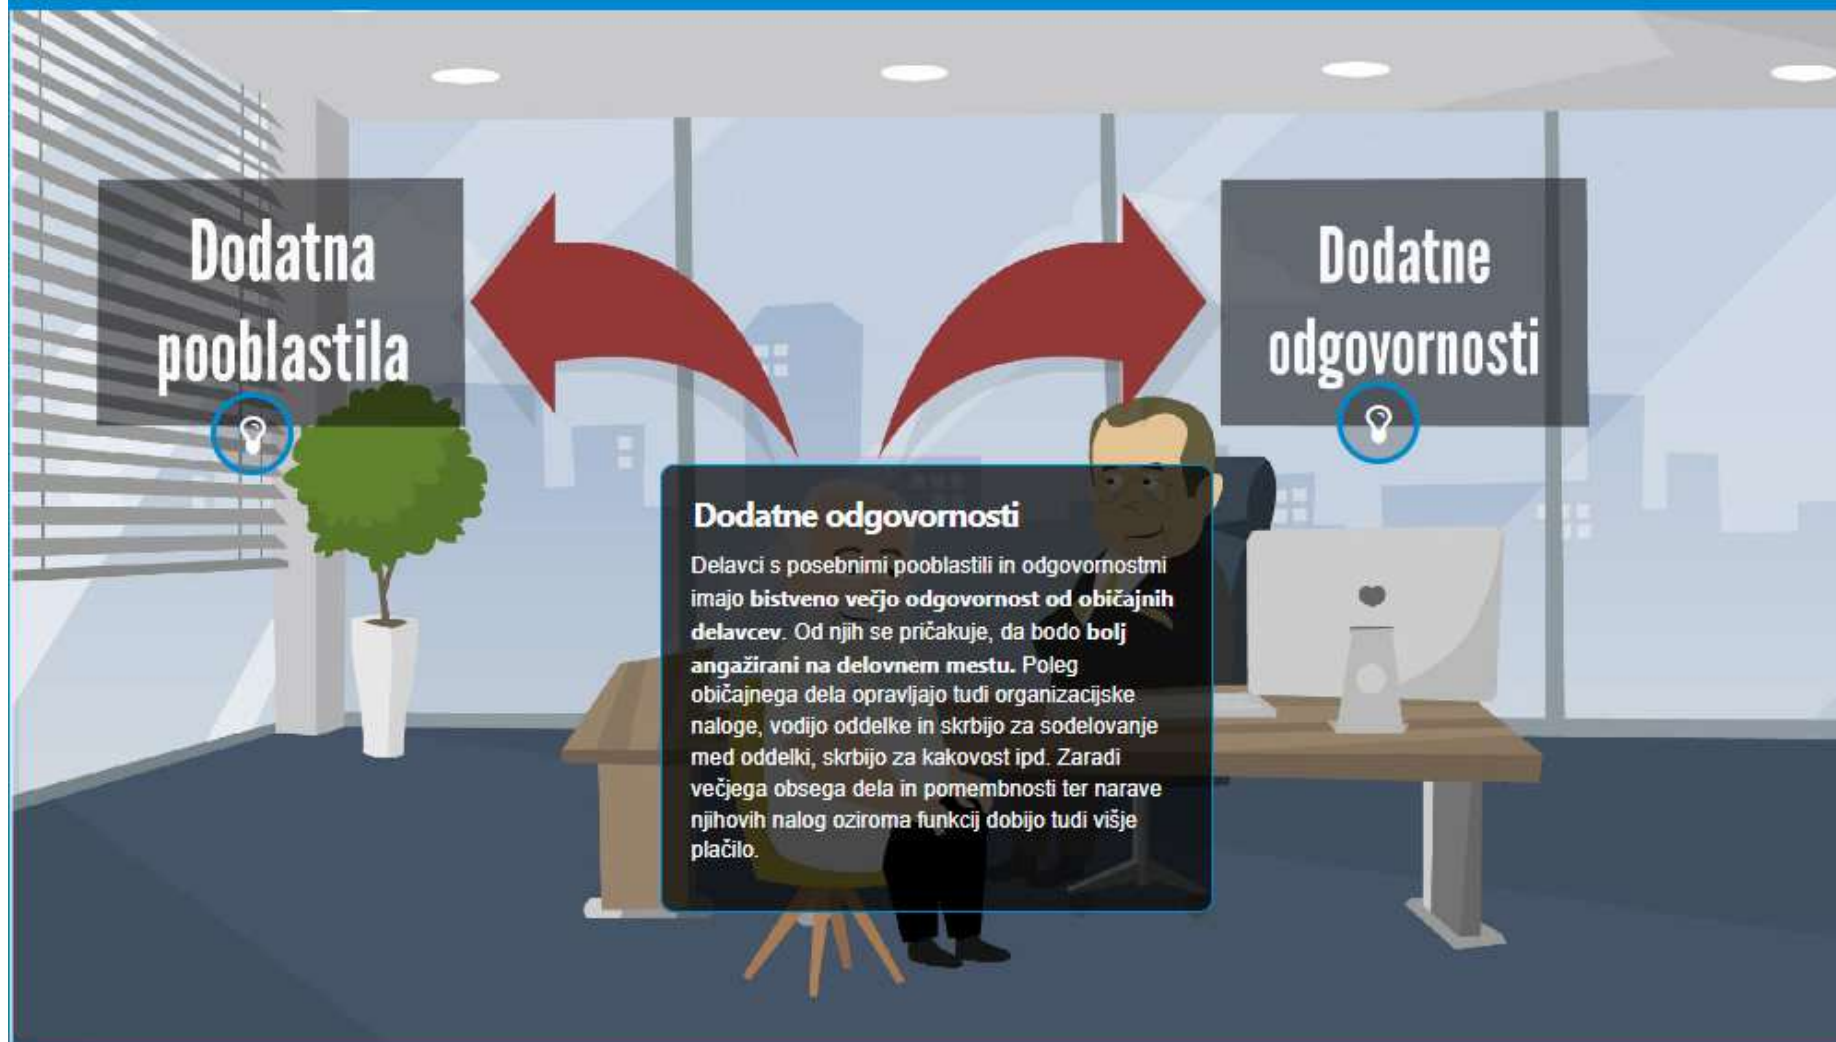 Dodatna
pooblastila
Dodatne
odgovornosti
Dodatne odgovornosti
Delavci s posebnimi pooblastili in odgovornostmi
imajo bistveno večjo odgovornost od običajnih
delavcev. Od njih se pričakuje, da bodo bolj
angažirani na delovnem mestu. Poleg
običajnega dela opravljajo tudi organizacijske
naloge, vodijo oddelke in skrbijo za sodelovanje
med oddelki, skrbijo za kakovost ipd. Zaradi
večjega obsega dela in pomembnosti ter narave
njihovih nalog oziroma funkcij dobijo tudi višje
plačilo.